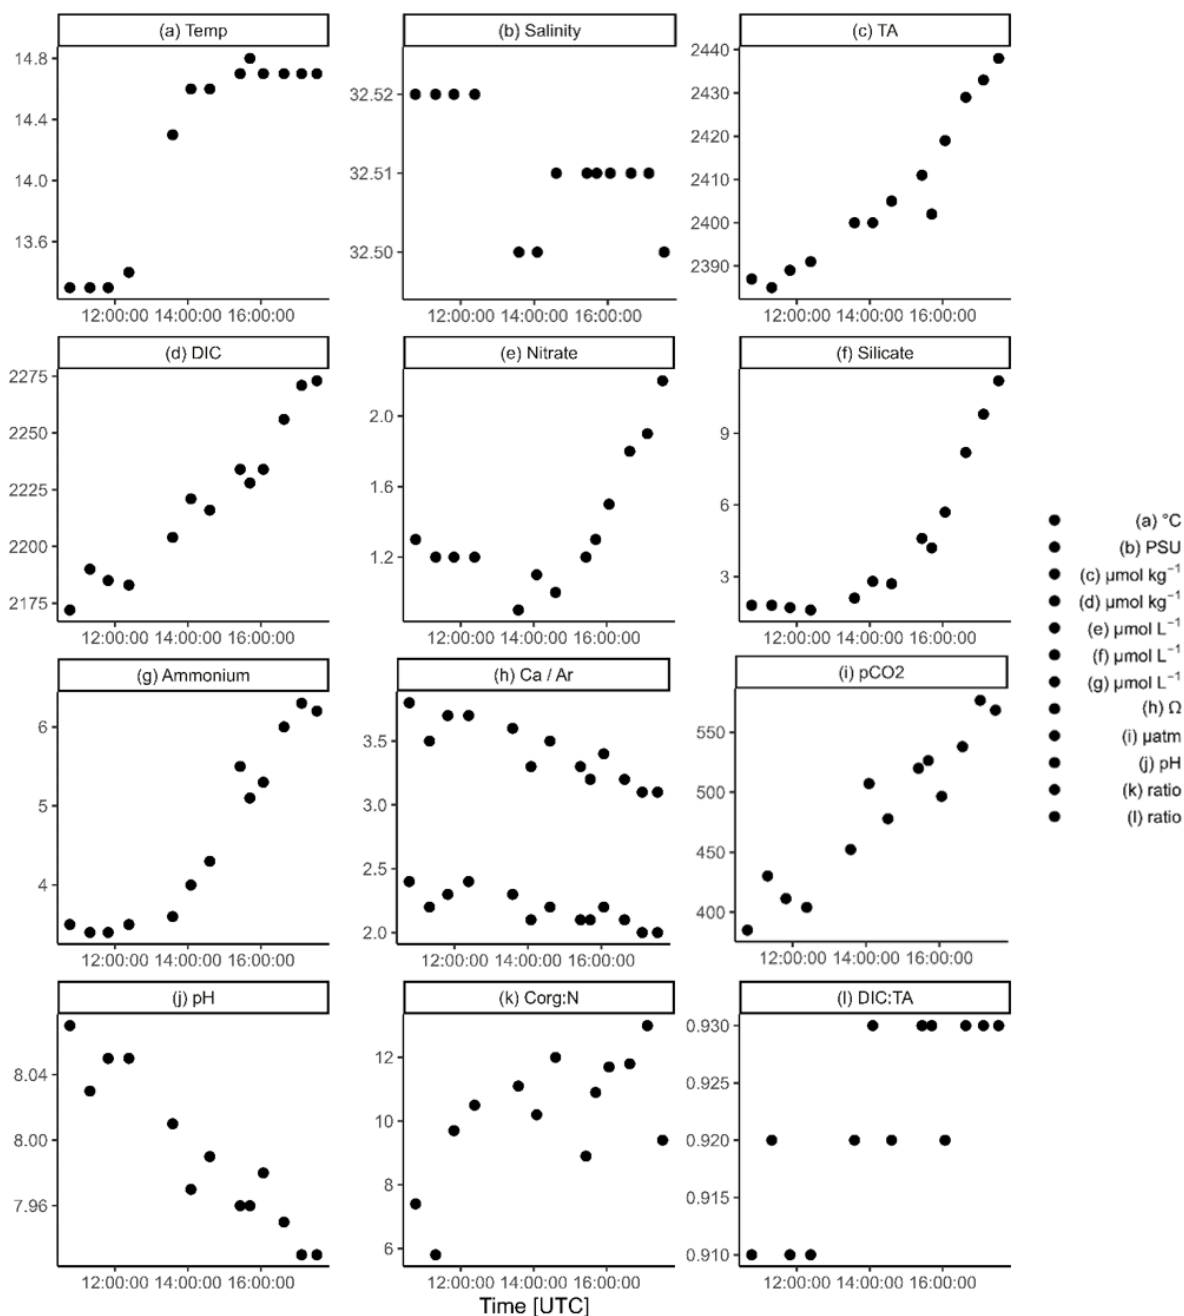 (a) Temp
(b) Salinity
(c) TA
14.8
14.4
14.0
13.6
12:00:00 14:00:00 16:00:00
32.52
32.51
32.50
12:00:00 14:00:00 16:00:00
2440
2430
2420
2410
2400
2390
12:00:00 14:00:00 16:00:00
(d) DIC
(e) Nitrate
(f) Silicate
2275
2250
2225
2200
2175
12:00:00 14:00:00 16:00:00
2.0
1.6
1.2
12:00:00 14:00:00 16:00:00
9
6
3
12:00:00 14:00:00 16:00:00
(g) Ammonium
(h) Ca / Ar
(i) pCO2
6
5
4
12:00:00 14:00:00 16:00:00
3.5
3.0
2.5
2.0
12:00:00 14:00:00 16:00:00
550
500
450
400
12:00:00 14:00:00 16:00:00
(j) pH
(k) Corg:N
(l) DIC:TA
8.04
8.00
7.96
12:00:00 14:00:00 16:00:00
12
10
8
6
12:00:00 14:00:00 16:00:00
0.930
0.925
0.920
0.915
0.910
12:00:00 14:00:00 16:00:00
Time [UTC]
(a) °C
(b) PSU
(c) µmol kg⁻¹
(d) µmol kg⁻¹
(e) µmol L⁻¹
(f) µmol L⁻¹
(g) µmol L⁻¹
(h) Ω
(i) µatm
(j) pH
(k) ratio
(l) ratio